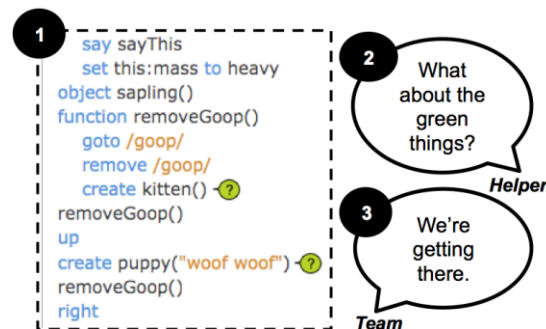 1
say sayThis
set this:mass to heavy
object sapling()
function removeGoop()
goto /goop/
remove /goop/
create kitten() ?
removeGoop()
up
create puppy("woof woof") ?
removeGoop()
right
2
What
about the
green
things?
Helper
3
We're
getting
there.
Team